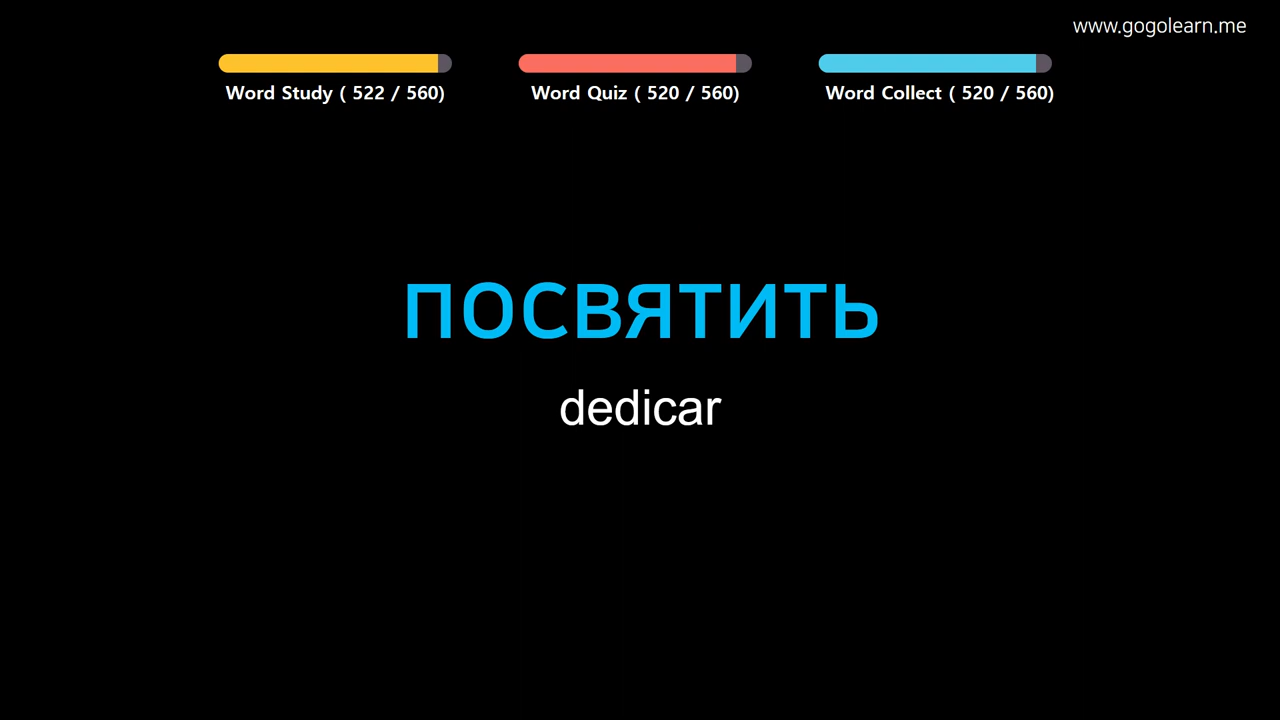 www.gogolearn.me
Word Study ( 522 / 560)
Word Quiz ( 520 / 560)
Word Collect ( 520 / 560)
посвятить
dedicar